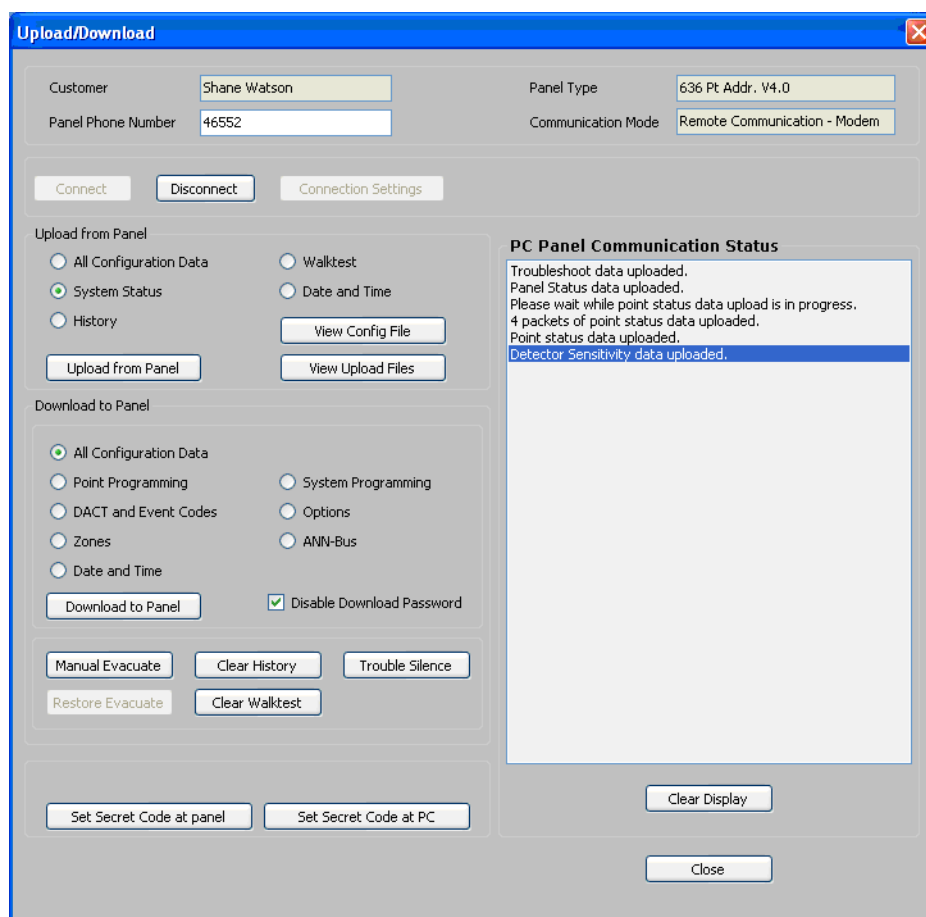 Upload/Download
Customer Shane Watson Panel Type 636 Pt Addr. V4.0
Panel Phone Number 46552 Communication Mode Remote Communication - Modem
Connect Disconnect Connection Settings
Upload from Panel
All Configuration Data Walktest
System Status Date and Time
History View Config File
Upload from Panel View Upload Files
Download to Panel
All Configuration Data
Point Programming System Programming
DACT and Event Codes Options
Zones ANN-Bus
Date and Time
Download to Panel Disable Download Password
Manual Evacuate Clear History Trouble Silence
Restore Evacuate Clear Walktest
Set Secret Code at panel Set Secret Code at PC
PC Panel Communication Status
Troubleshoot data uploaded.
Panel Status data uploaded.
Please wait while point status data upload is in progress.
4 packets of point status data uploaded.
Point status data uploaded.
Detector Sensitivity data uploaded.
Clear Display
Close